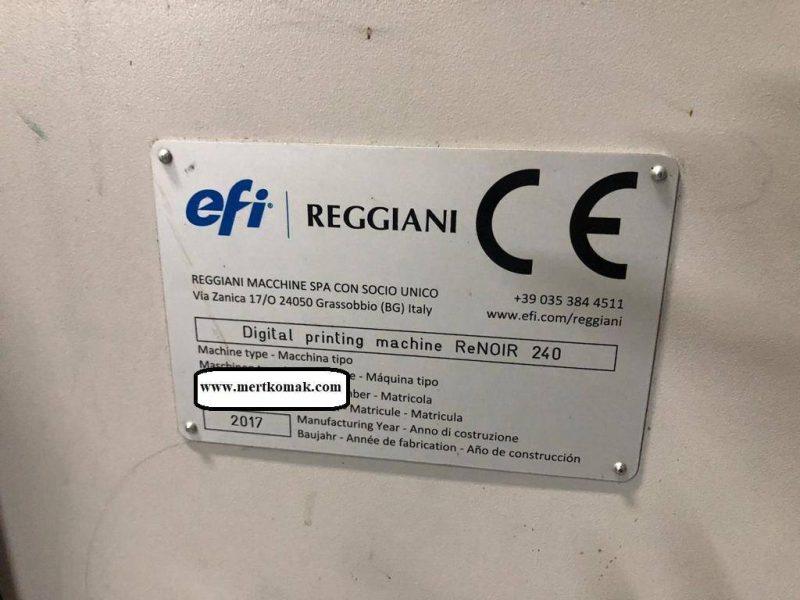 efi REGGIANI CE
REGGIANI MACCHINE SPA CON SOCIO UNICO
Via Zanica 17/O 24050 Grassobbio (BG) Italy
+39 035 384 4511
www.efi.com/reggiani
Digital printing machine ReNOIR 240
Machine type - Macchina tipo
- Máquina tipo
www.mertkomak.com
- Matricola
Matricule - Matricula
2017
Manufacturing Year - Anno di costruzione
Baujahr - Année de fabrication - Año de construcción